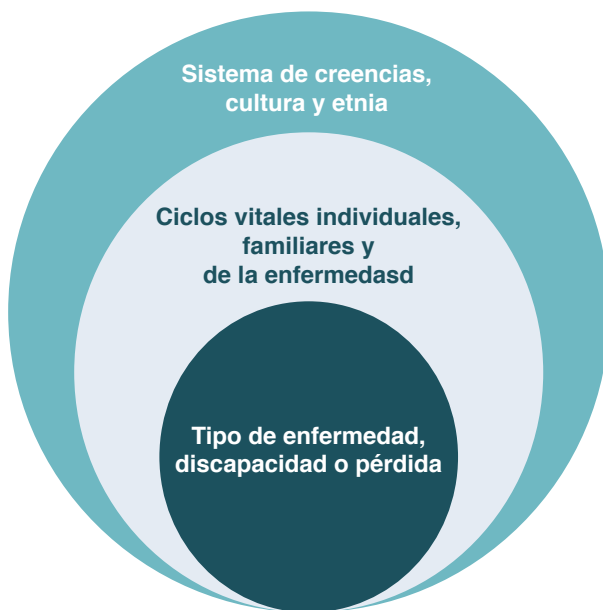 Sistema de creencias,
cultura y etnia
Ciclos vitales individuales,
familiares y
de la enfermedasd
Tipo de enfermedad,
discapacidad o pérdida